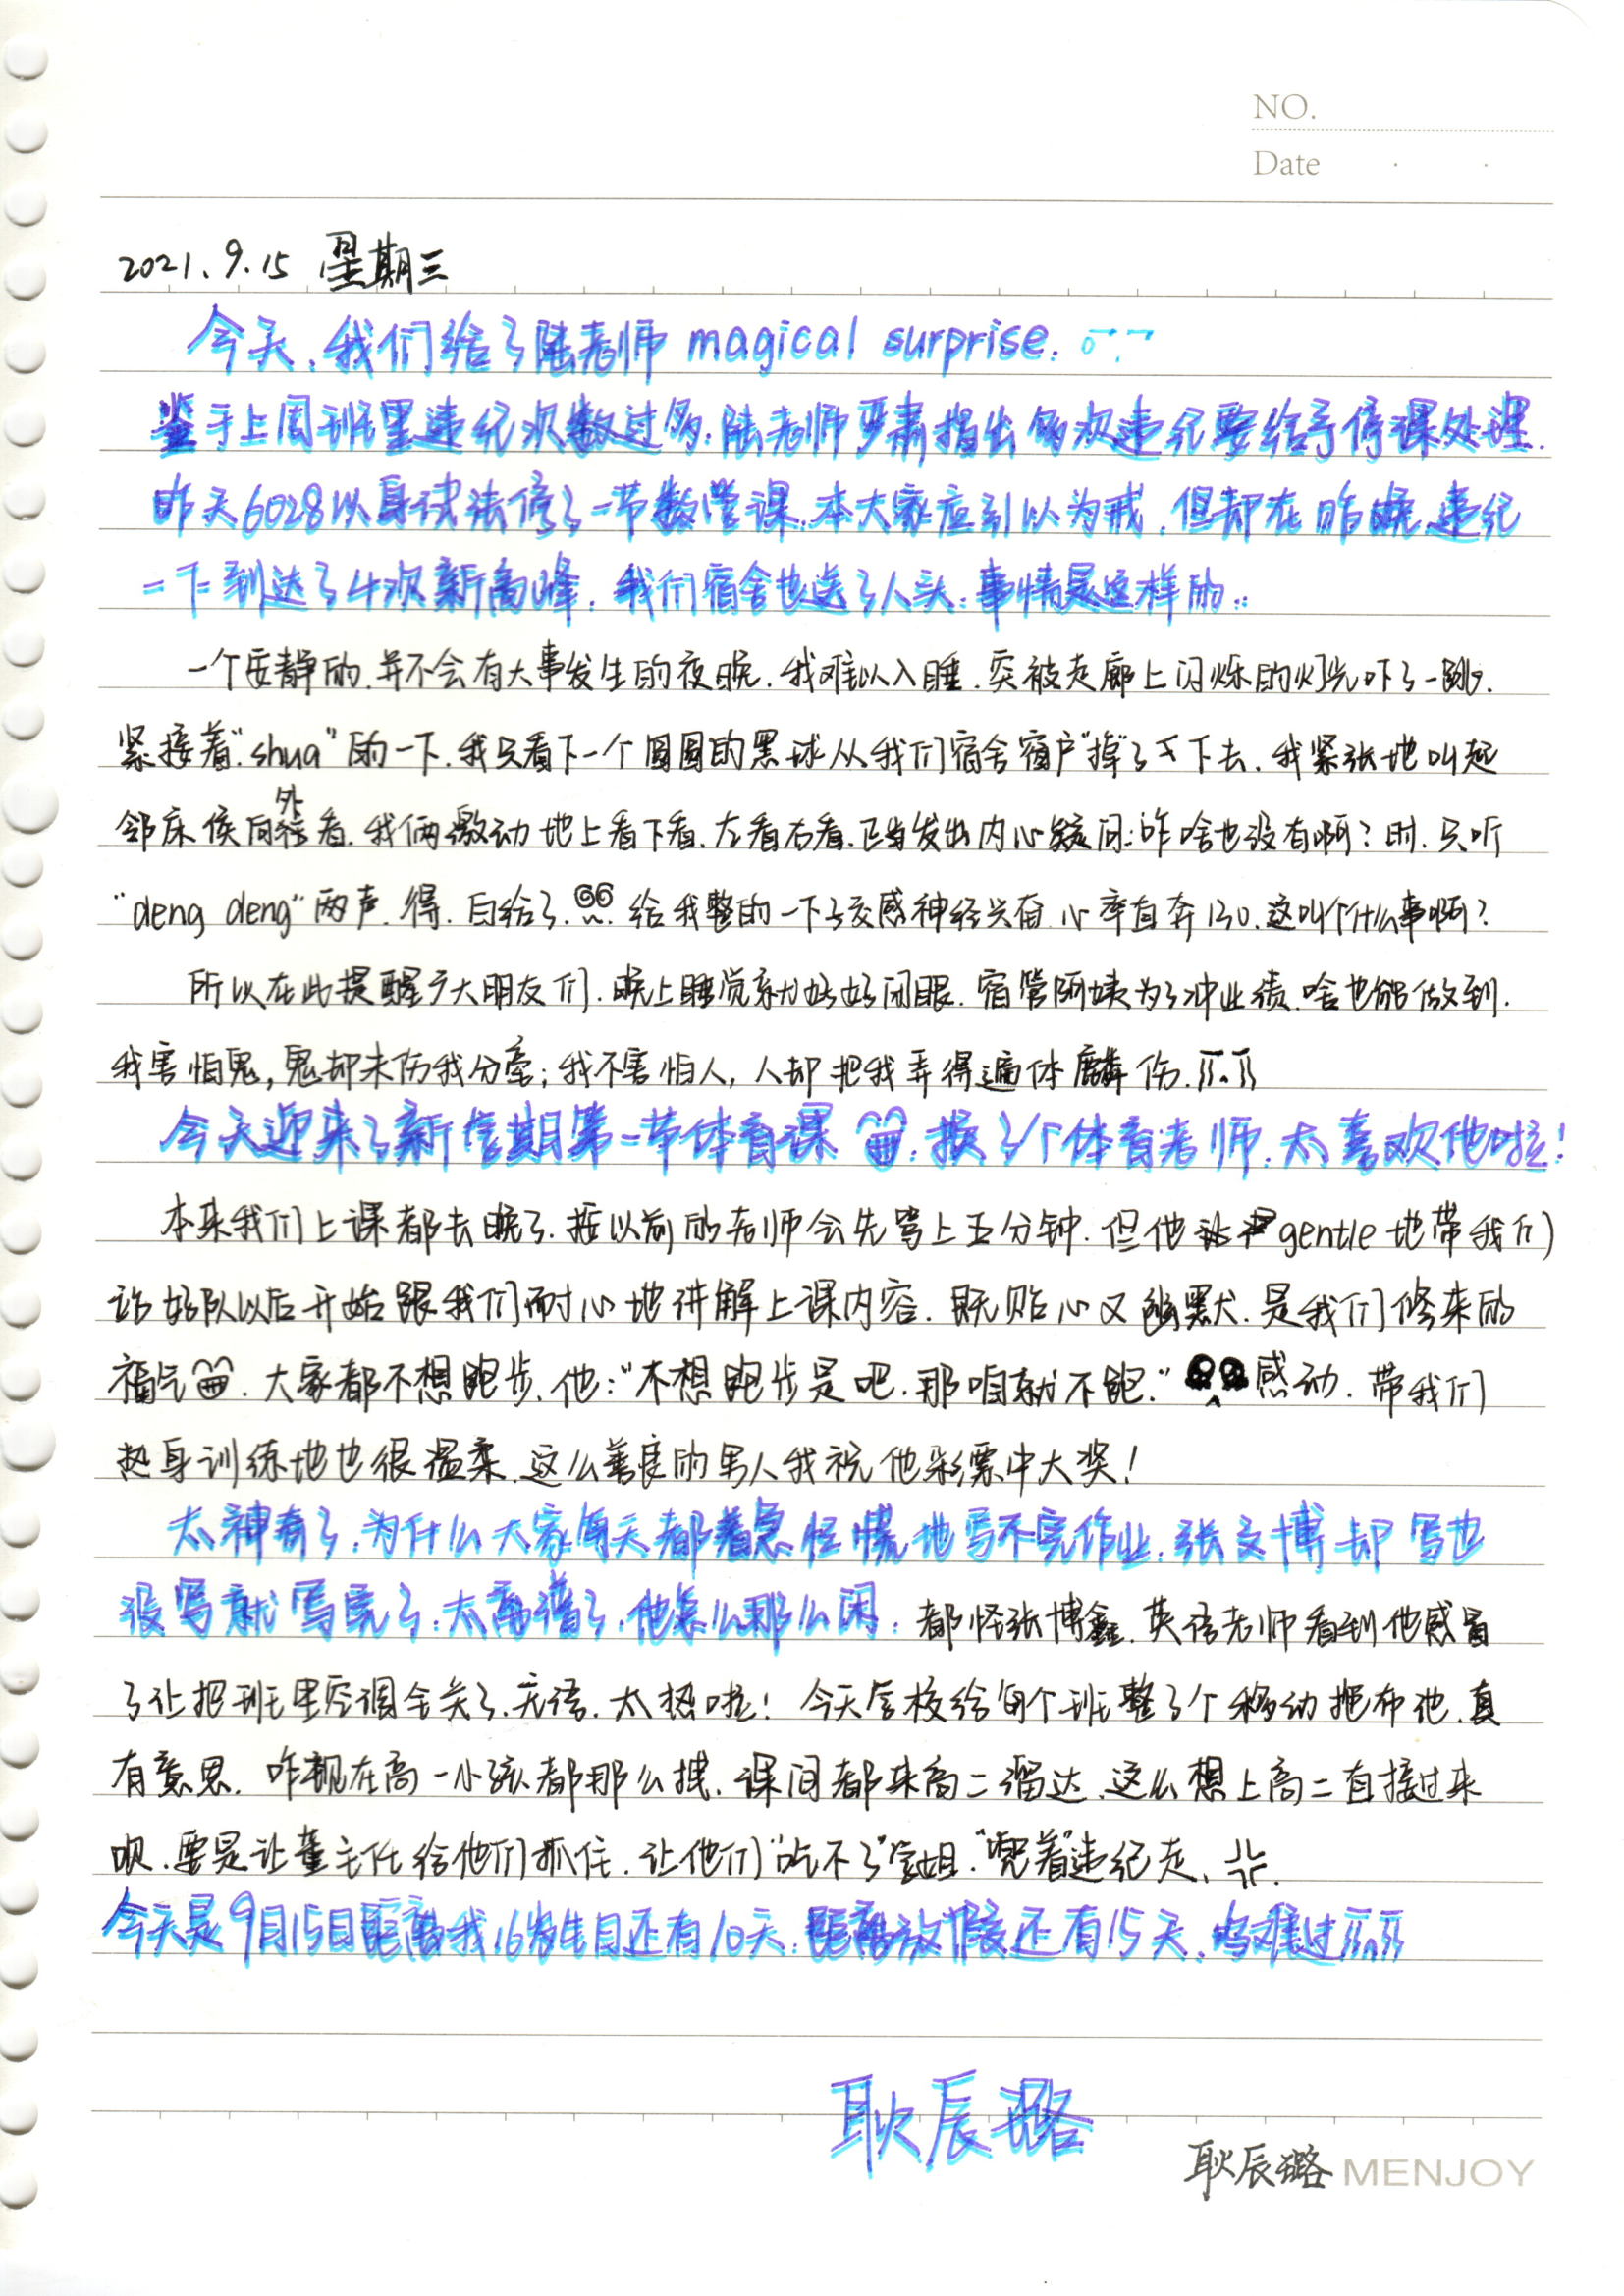 NO.
Date
2021.9.15 星期三
今天,我们给了陆老师 magical surprise.
鉴于上周班里违纪次数过多.陆老师严肃指出多次违纪要给予停课处理.
昨天6028以身试法停了一节数学课.本大家应引以为戒.但却在昨晚.违纪
一下到达了4次新高峰.我们宿舍也送了人头.事情是这样的:
一个安静的.并不会有大事发生的夜晚.我难以入睡.突被走廊上闪烁的灯光吓了一跳.
紧接着"shua"的一下.我只看下一个圆圆的黑球从我们宿舍窗户"掉"了下去.我紧张地叫起
邻床侯向外看.我俩激动地上看下看.左看右看.正当发出内心疑问:咋啥也没有啊?时.只听
"deng deng"两声.得.白给了.给我整的一下子交感神经兴奋.心率直奔130.这叫个什么事啊?
所以在此提醒广大朋友们.晚上睡觉就好好闭眼.宿管阿姨为了冲业绩.啥也能做到.
我害怕鬼,鬼却未伤我分毫;我不害怕人,人却把我弄得遍体麟伤.
今天迎来了新学期第一节体育课.换了个体育老师.太喜欢他啦!
本来我们上课都去晚了.按以前的老师会先骂上五分钟.但他 gentle 地带我们
站好队以后开始跟我们耐心地讲解上课内容.既贴心又幽默.是我们修来的
福气.大家都不想跑步.他:"不想跑步是吧.那咱就不跑."感动.带我们
热身训练地也很温柔.这么善良的男人我祝他彩票中大奖!
太神奇了.为什么大家每天都着急忙慌地写不完作业.张文博却写也
没写就写完了.太离谱了.他怎么那么闲.都怪张博鑫.英语老师看到他感冒
了让把班里空调全关了.无语.太热啦!今天学校给每个班整了个移动拖布池.真
有意思.咋现在高一小孩都那么拽.课间都来高二溜达.这么想上高二直接过来
呗.要是让董主任给他们抓住.让他们"吃不了"学姐."兜着"违纪走.
今天是9月15日距离我16岁生日还有10天.距离放假还有15天.呜难过
耿辰璐
耿辰璐 MENJOY